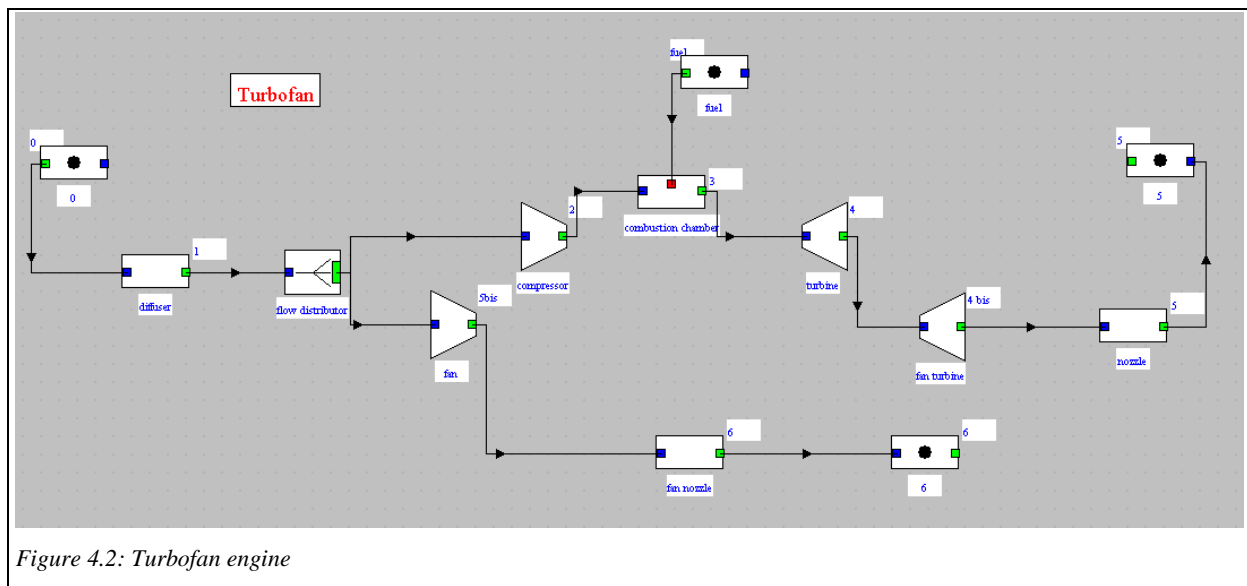 fuel
fuel
Turbofan
0
0
5
5
3
combustion chamber
2
compressor
4
turbine
1
diffuser
flow distributor
5bis
fan
4 bis
fan turbine
5
nozzle
6
fan nozzle
6
6
Figure 4.2: Turbofan engine